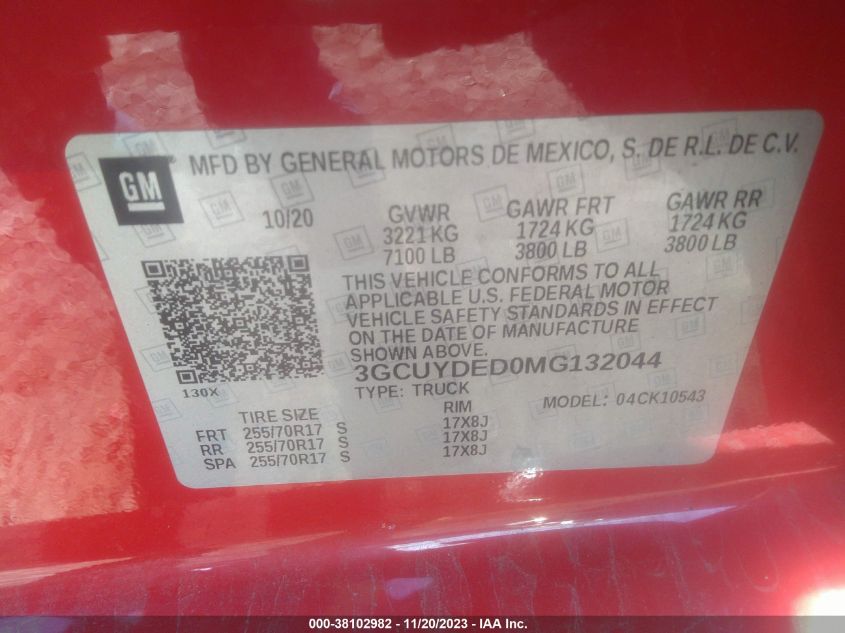 GM
MFD BY GENERAL MOTORS DE MEXICO, S. DE R.L. DE C.V.
10/20
GVWR GAWR FRT GAWR RR
3221 KG 1724 KG 1724 KG
7100 LB 3800 LB 3800 LB
THIS VEHICLE CONFORMS TO ALL
APPLICABLE U.S. FEDERAL MOTOR
VEHICLE SAFETY STANDARDS IN EFFECT
ON THE DATE OF MANUFACTURE
SHOWN ABOVE.
3GCUYDED0MG132044
130X
TYPE: TRUCK
MODEL: 04CK10543
TIRE SIZE RIM
FRT 255/70R17 S 17X8J
RR 255/70R17 S 17X8J
SPA 255/70R17 S 17X8J
000-38102982 - 11/20/2023 - IAA Inc.